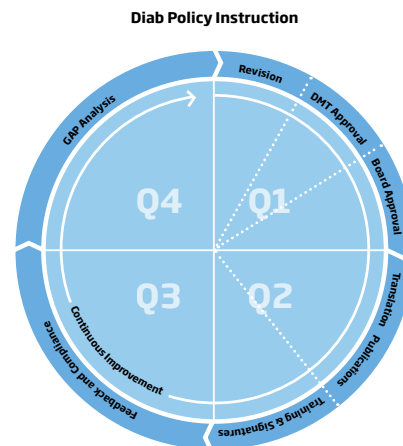 Diab Policy Instruction
Revision
DMT Approval
Board Approval
Translation
Publications
Training & Signatures
Feedback and Compliance
GAP Analysis
Q4
Q1
Q3
Q2
Continuous Improvement